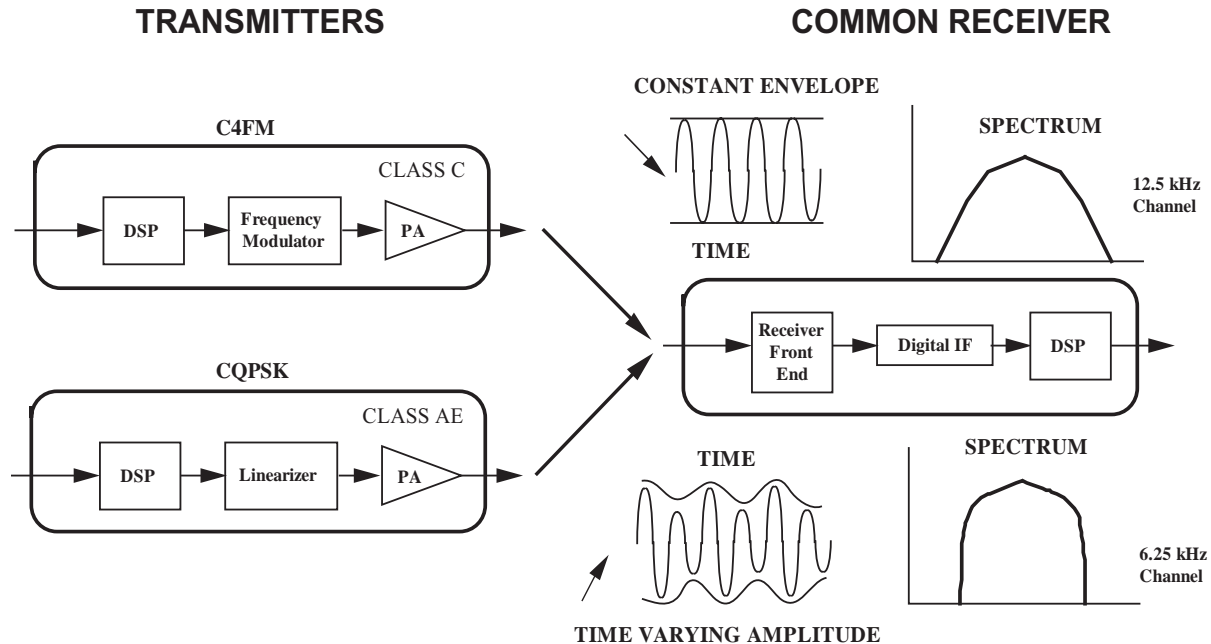 TRANSMITTERS
COMMON RECEIVER
C4FM
CLASS C
DSP
Frequency
Modulator
PA
CQPSK
CLASS AE
DSP
Linearizer
PA
CONSTANT ENVELOPE
TIME
SPECTRUM
12.5 kHz
Channel
Receiver
Front
End
Digital IF
DSP
TIME
TIME VARYING AMPLITUDE
SPECTRUM
6.25 kHz
Channel